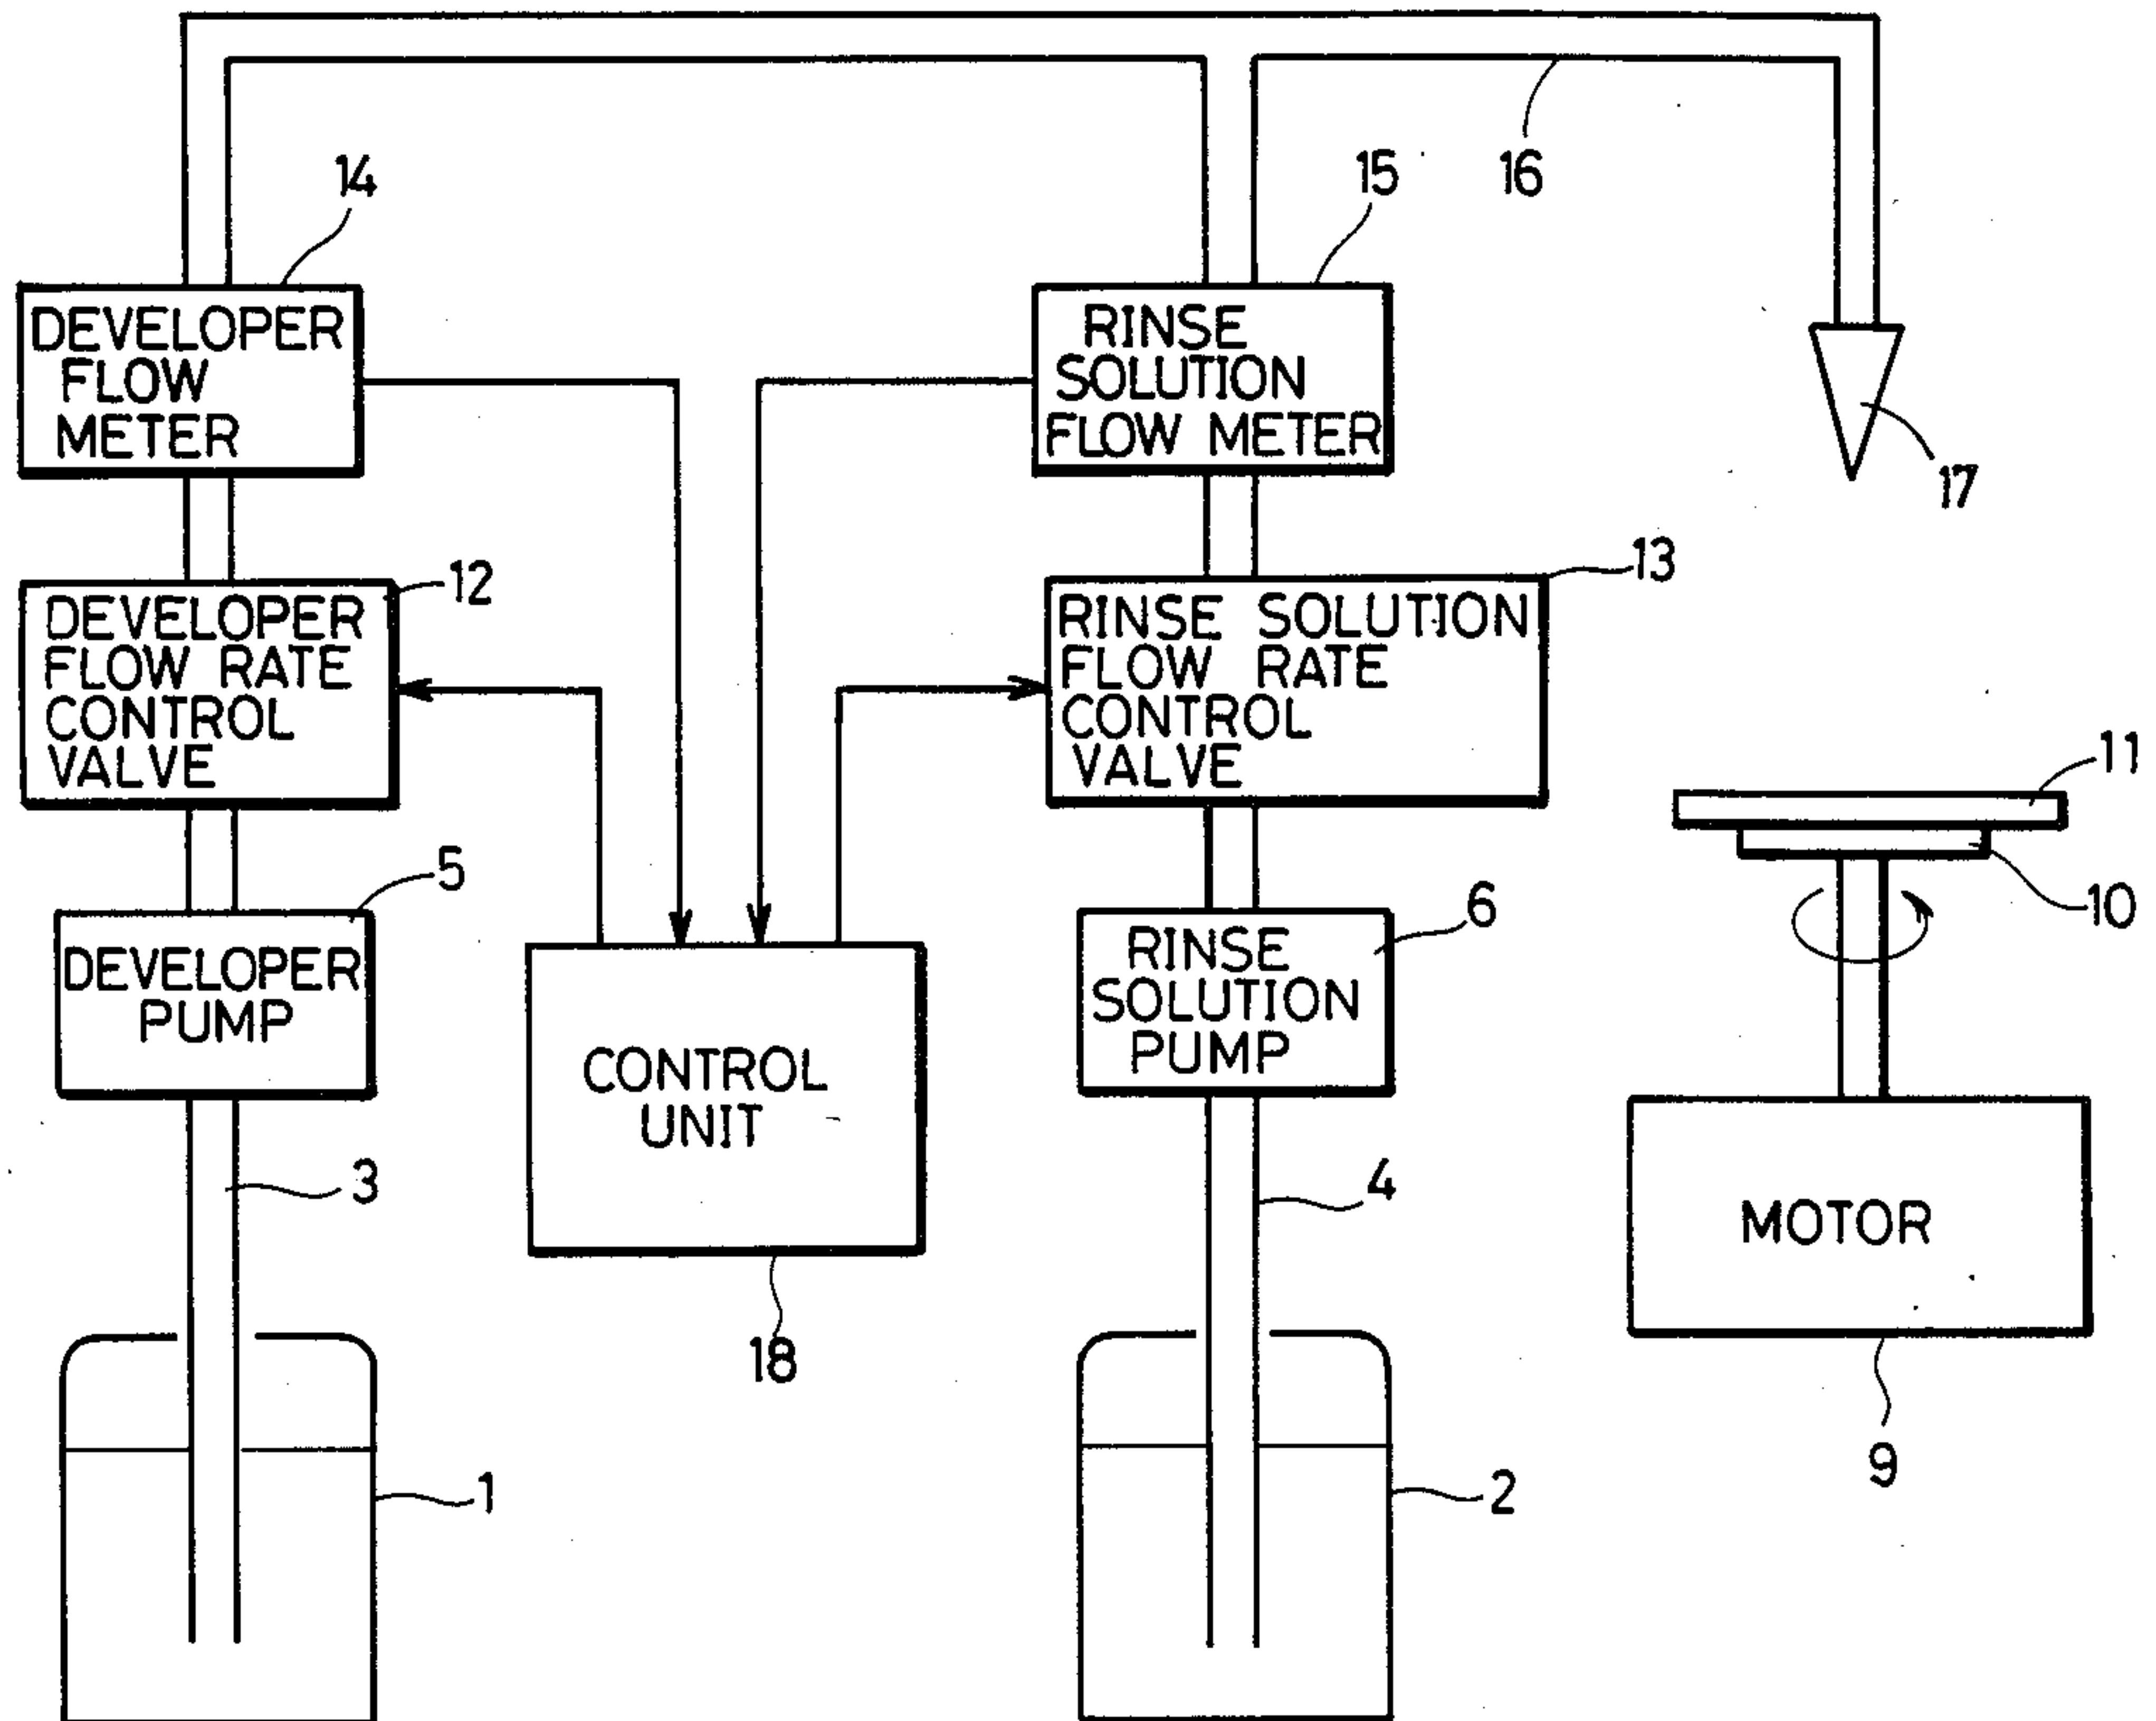 14
15
16
DEVELOPER
FLOW
METER
RINSE
SOLUTION
FLOW METER
17
12
13
DEVELOPER
FLOW RATE
CONTROL
VALVE
RINSE SOLUTION
FLOW RATE
CONTROL
VALVE
11
5
6
10
DEVELOPER
PUMP
CONTROL
UNIT
RINSE
SOLUTION
PUMP
MOTOR
3
4
18
9
1
2